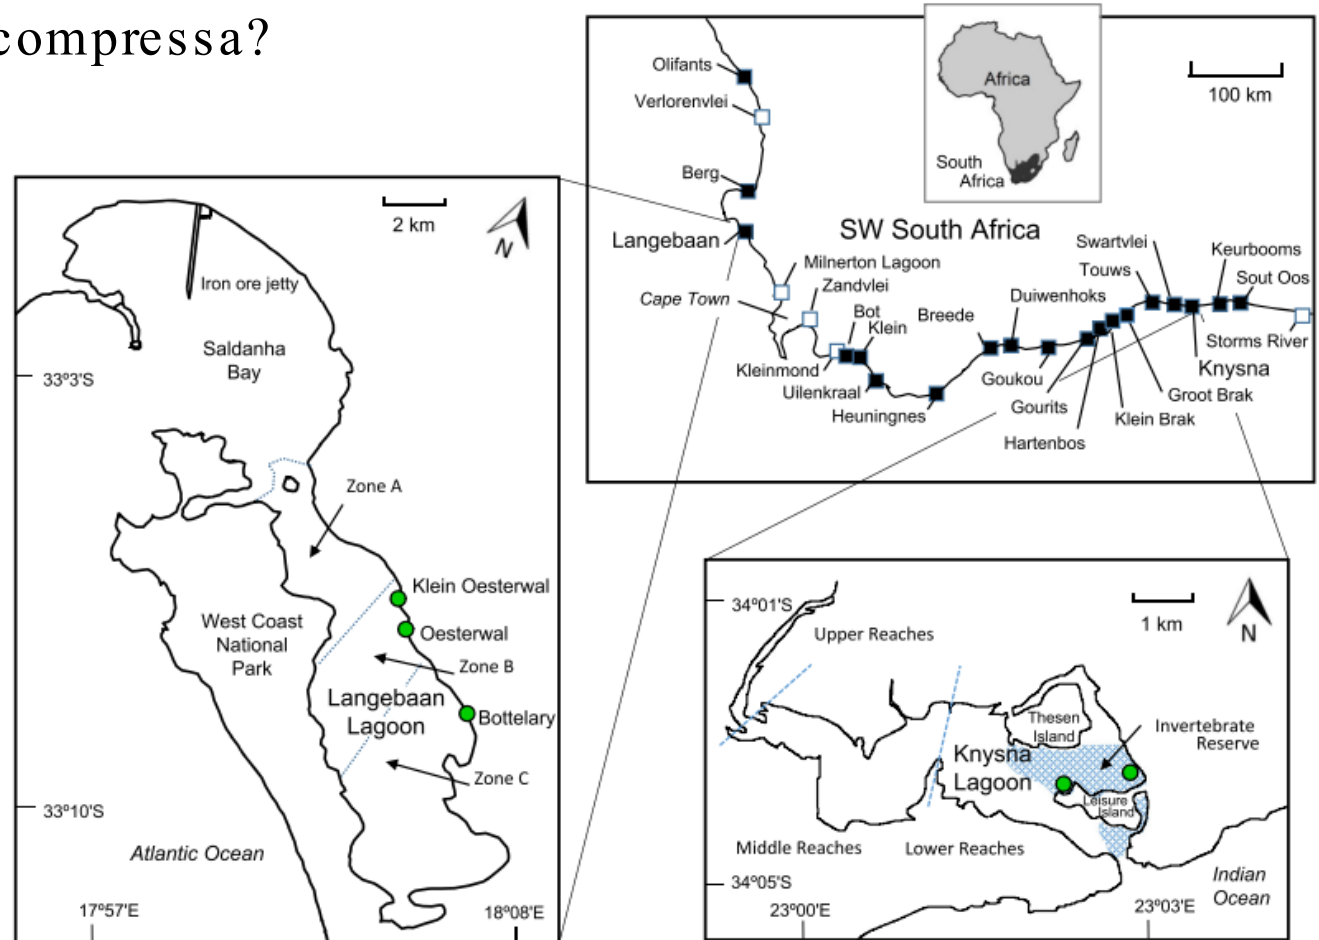 compressa?
Olifants
Verlorenvlei
Berg
Langebaan
Africa
South
Africa
100 km
SW South Africa
Milnerton Lagoon
Zandvlei
Cape Town
Bot
Klein
Kleinmond
Uilenkraal
Heuningnes
Breede
Duiwenhoks
Goukou
Gourits
Hartenbos
Klein Brak
Groot Brak
Touws
Swartvlei
Keurbooms
Sout Oos
Storms River
Knysna
2 km
N
Iron ore jetty
Saldanha
Bay
33º3'S
Zone A
Klein Oesterwal
Oesterwal
West Coast
National
Park
Zone B
Langebaan
Lagoon
Bottelary
Zone C
33º10'S
Atlantic Ocean
17º57'E
18º08'E
34º01'S
1 km
N
Upper Reaches
Thesen
Island
Invertebrate
Reserve
Knysna
Lagoon
Leisure
Island
Middle Reaches
Lower Reaches
34º05'S
Indian
Ocean
23º00'E
23º03'E